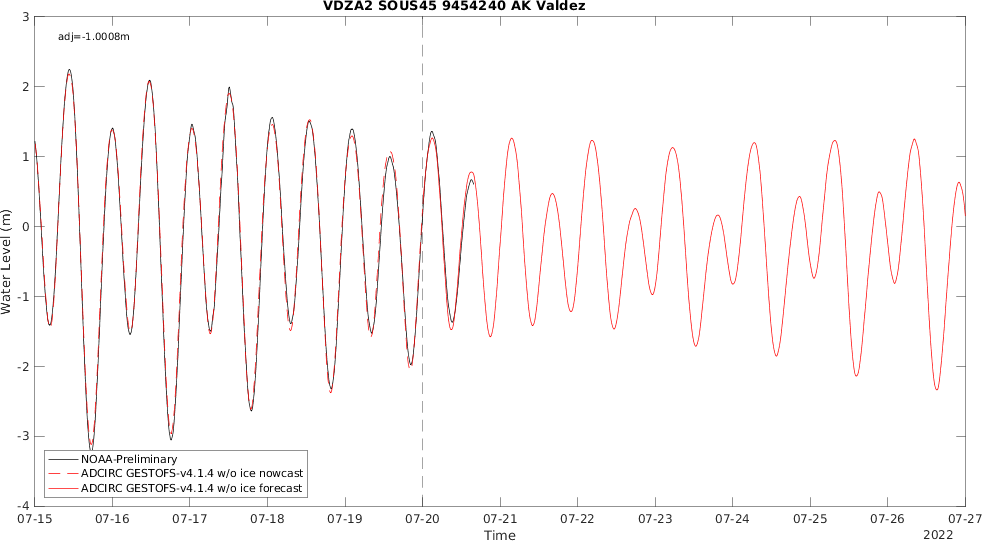 VDZA2 SOUS45 9454240 AK Valdez
adj=-1.0008m
3
2
1
0
-1
-2
-3
-4
Water Level (m)
NOAA-Preliminary
ADCIRC GESTOFS-v4.1.4 w/o ice nowcast
ADCIRC GESTOFS-v4.1.4 w/o ice forecast
07-15 07-16 07-17 07-18 07-19 07-20 07-21 07-22 07-23 07-24 07-25 07-26 07-27
Time
2022